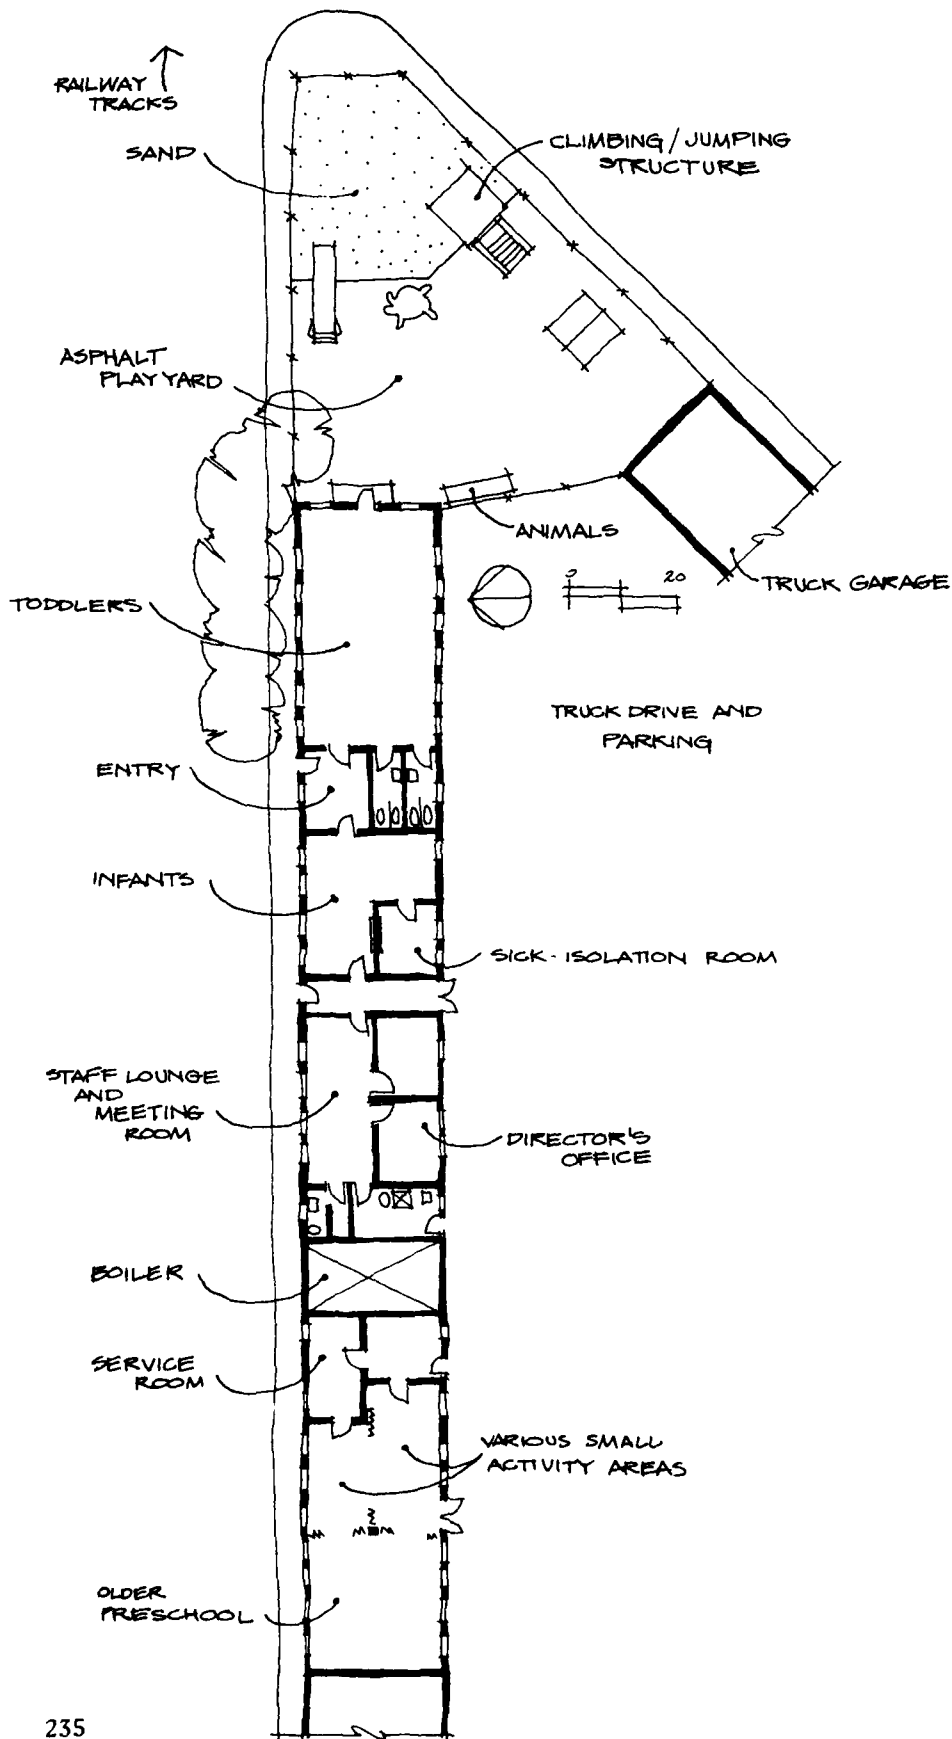 RAILWAY
TRACKS
SAND
CLIMBING/JUMPING
STRUCTURE
ASPHALT
PLAY YARD
ANIMALS
0 20
TRUCK GARAGE
TODDLERS
TRUCK DRIVE AND
PARKING
ENTRY
INFANTS
SICK-ISOLATION ROOM
STAFF LOUNGE
AND
MEETING
ROOM
DIRECTOR'S
OFFICE
BOILER
SERVICE
ROOM
VARIOUS SMALL
ACTIVITY AREAS
OLDER
PRESCHOOL
235